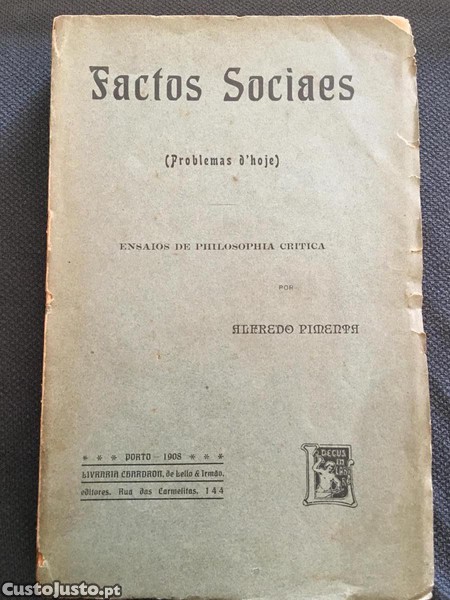 Factos Sociaes
(Problemas d'hoje)
ENSAIOS DE PHILOSOPHIA CRITICA
POR
ALFREDO PIMENTA
* * * PORTO — 1908 * * *
LIVRARIA CHARDRON, de Lello & Irmão,
editores, Rua das Carmelitas, 144
DECUS
IN
CustoJusto.pt